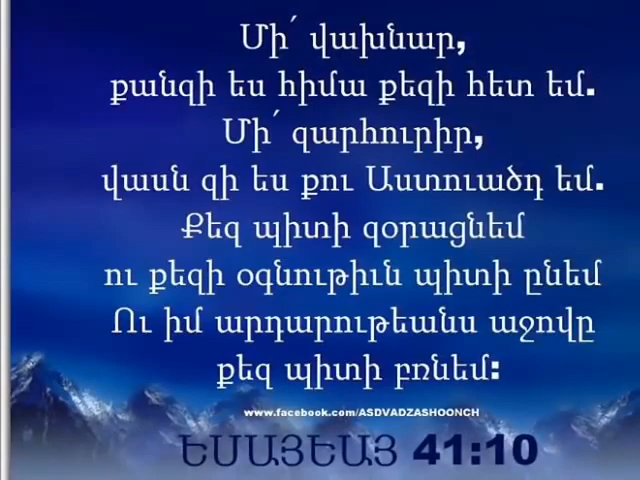 Մի՛ վախնար,
քանզի ես հիմա քեզի հետ եմ.
Մի՛ զարհուրիր,
վասն զի ես քու Աստուածդ եմ.
Քեզ պիտի զօրացնեմ
ու քեզի օգնութիւն պիտի ընեմ
Ու իմ արդարութեանս աջովը
քեզ պիտի բռնեմ:
www.facebook.com/ASDVADZASHOONCH
ԵՍԱՅԵԱՅ 41:10